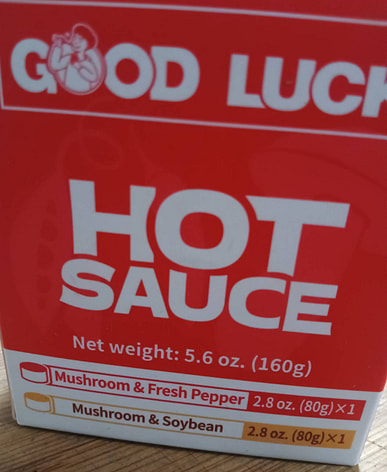 GOOD LUCK
HOT
SAUCE
Net weight: 5.6 oz. (160g)
Mushroom & Fresh Pepper 2.8 oz. (80g)×1
Mushroom & Soybean 2.8 oz. (80g)×1